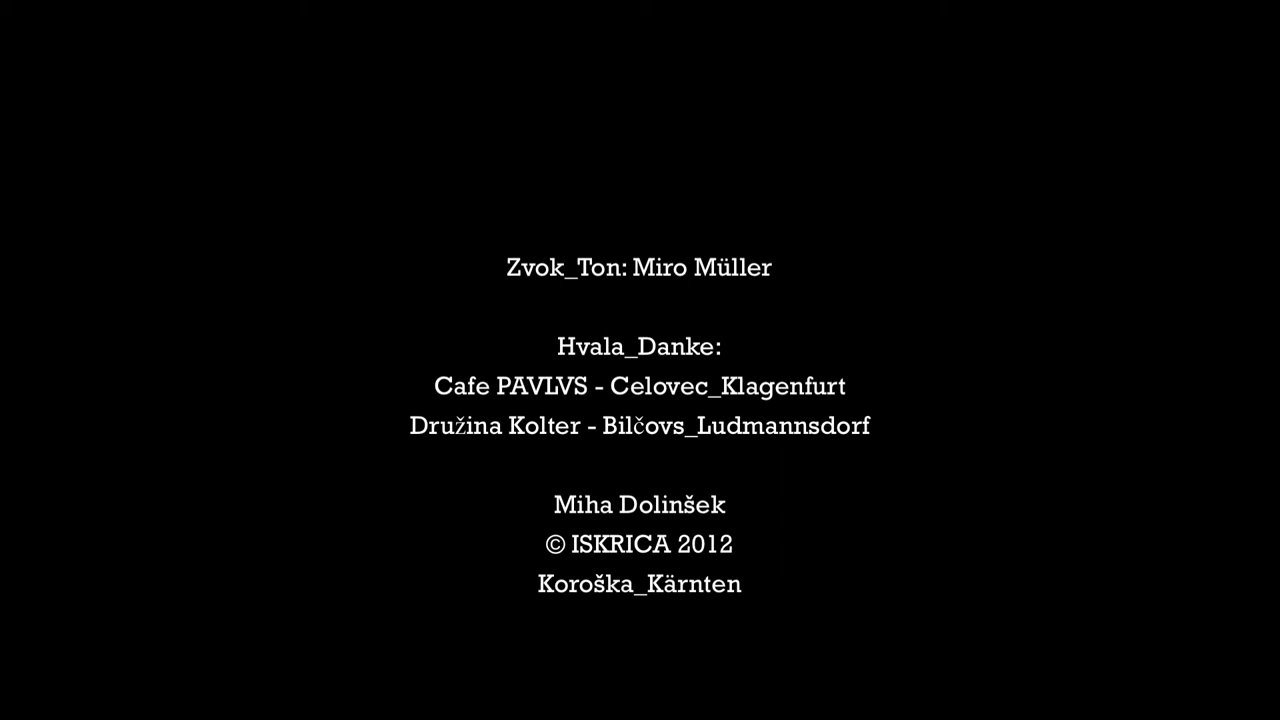 Zvok_Ton: Miro Müller
Hvala_Danke:
Cafe PAVLVS - Celovec_Klagenfurt
Družina Kolter - Bilčovs_Ludmannsdorf
Miha Dolinšek
© ISKRICA 2012
Koroška_Kärnten